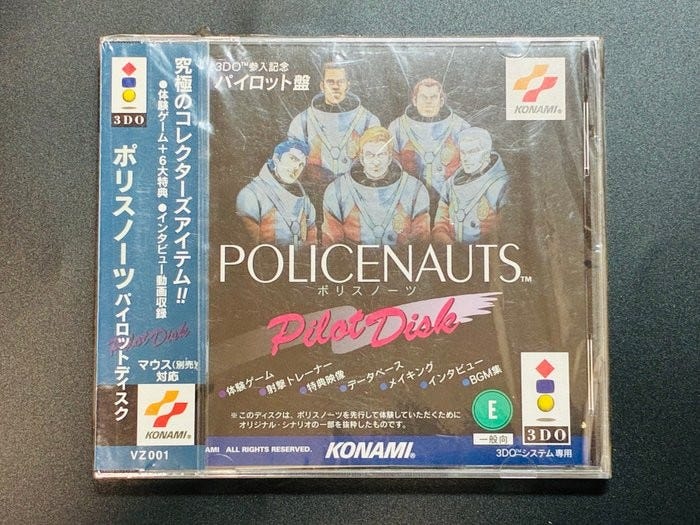 3DO
ポリスノーツ パイロットディスク
究極のコレクターズアイテム!!
●体験ゲーム+6大特典 ●インタビュー動画収録
Pilot Disk
マウス(別売)
対応
KONAMI
VZ001
3DO™参入記念
パイロット盤
KONAMI
POLICENAUTS™
ポリスノーツ
Pilot Disk
●体験ゲーム ●射撃トレーナー ●特典映像 ●データベース ●メイキング ●インタビュー ●BGM集
※このディスクは、ポリスノーツを先行して体験していただくために
オリジナル・シナリオの一部を抜粋したものです。
E
一般向
3DO
3DO™システム専用
AMI ALL RIGHTS RESERVED.
KONAMI